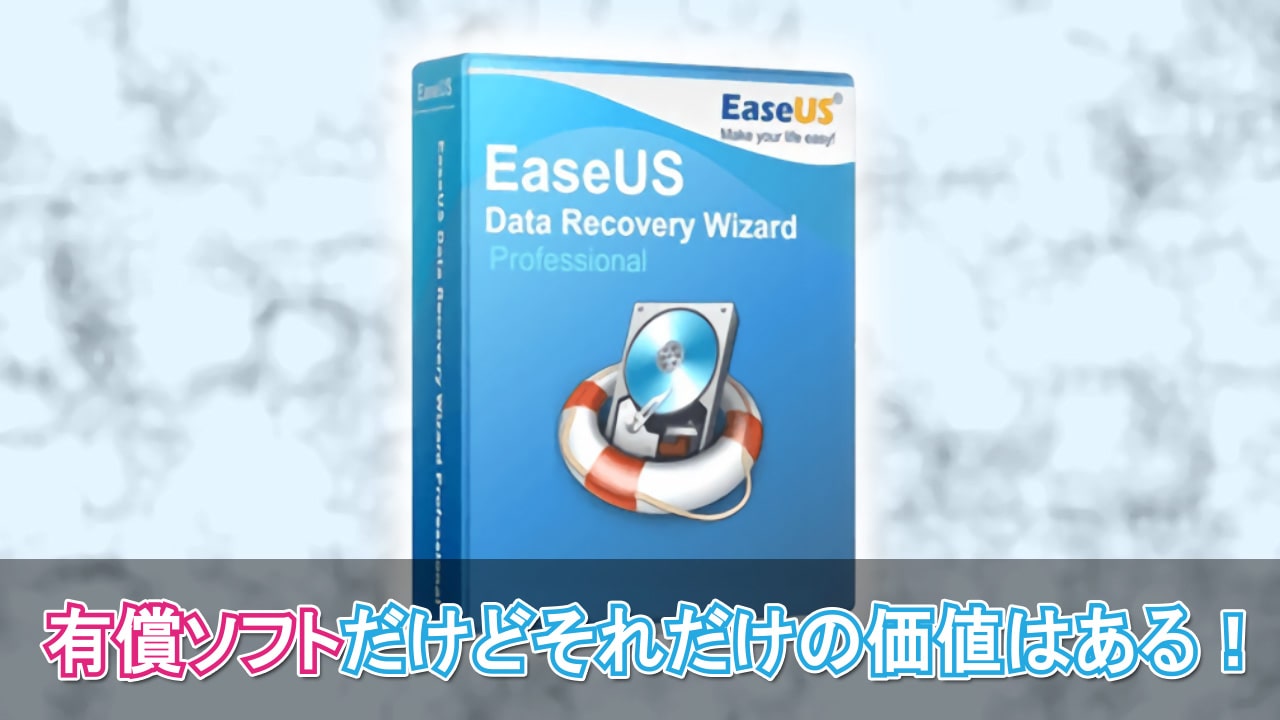 EaseUS
EaseUS Data Recovery Wizard Professional
EaseUS®
Make your life easy!
EaseUS
Data Recovery Wizard
Professional
有償ソフトだけどそれだけの価値はある！